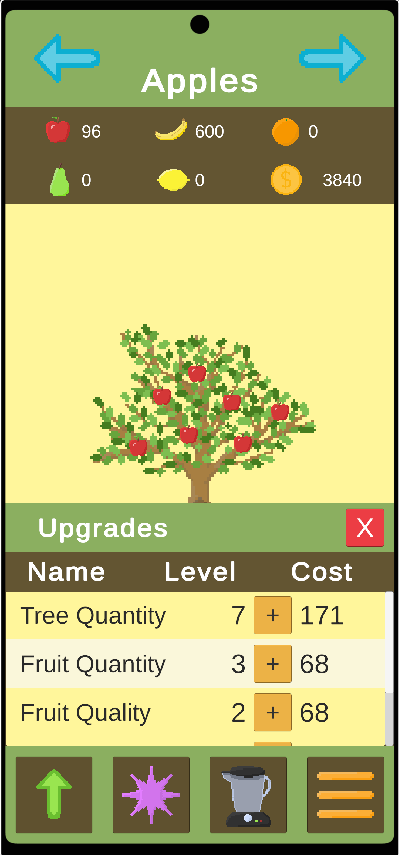 Apples
96 600 0
0 0 3840
Upgrades X
Name Level Cost
Tree Quantity 7 + 171
Fruit Quantity 3 + 68
Fruit Quality 2 + 68